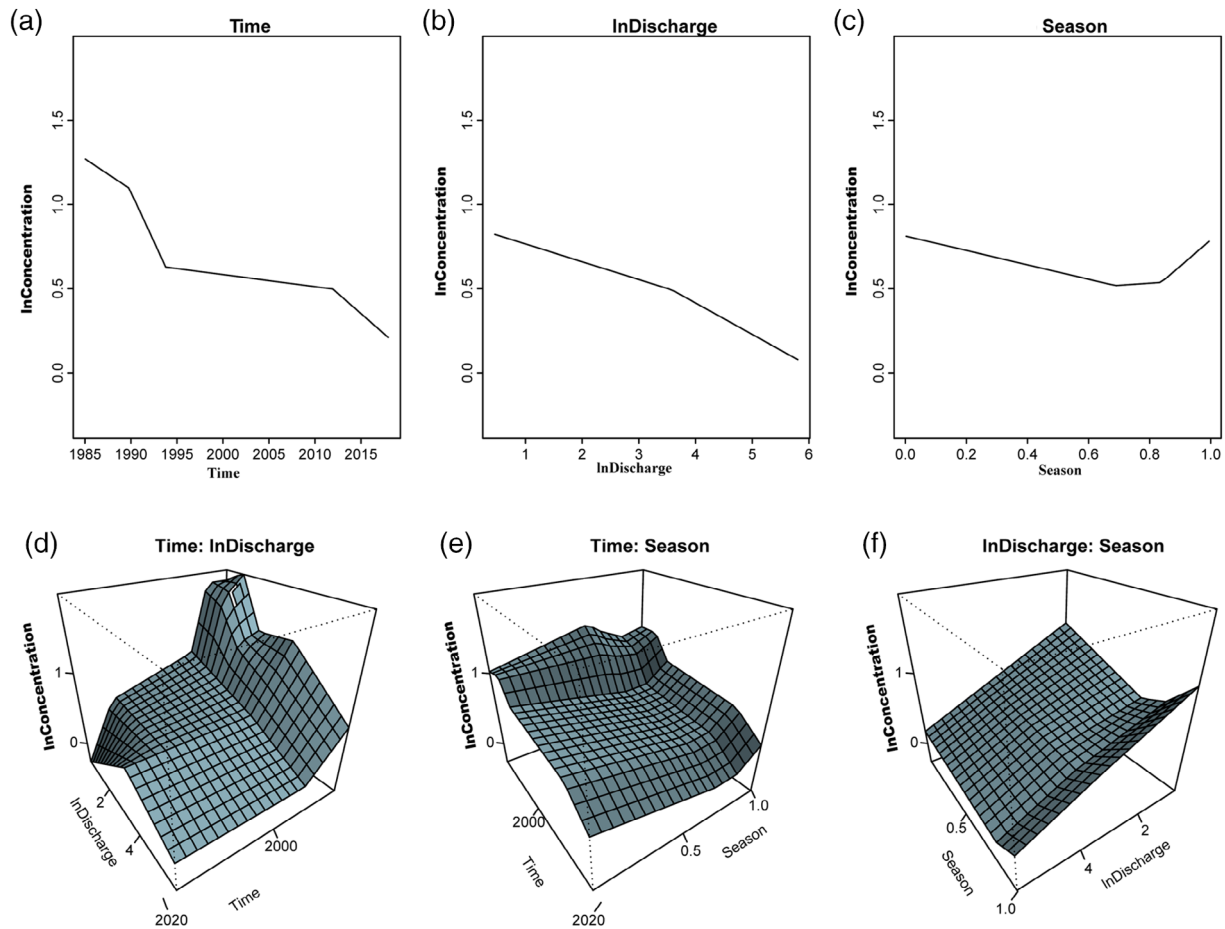 (a)
Time
lnConcentration
1.5
1.0
0.5
0.0
1985 1990 1995 2000 2005 2010 2015
Time
(b)
lnDischarge
lnConcentration
1.5
1.0
0.5
0.0
1 2 3 4 5 6
lnDischarge
(c)
Season
lnConcentration
1.5
1.0
0.5
0.0
0.0 0.2 0.4 0.6 0.8 1.0
Season
(d)
Time: lnDischarge
lnConcentration
1
0
2
4
lnDischarge
2000
2020
Time
(e)
Time: Season
lnConcentration
1
0
2000
2020
Time
0.5
1.0
Season
(f)
lnDischarge: Season
lnConcentration
1
0
0.5
1.0
Season
4
2
lnDischarge